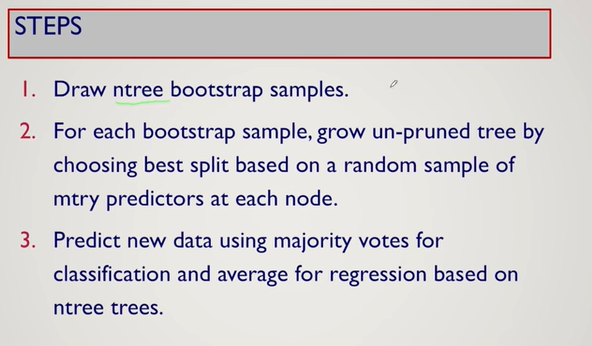 STEPS
1. Draw ntree bootstrap samples.
2. For each bootstrap sample, grow un-pruned tree by
choosing best split based on a random sample of
mtry predictors at each node.
3. Predict new data using majority votes for
classification and average for regression based on
ntree trees.